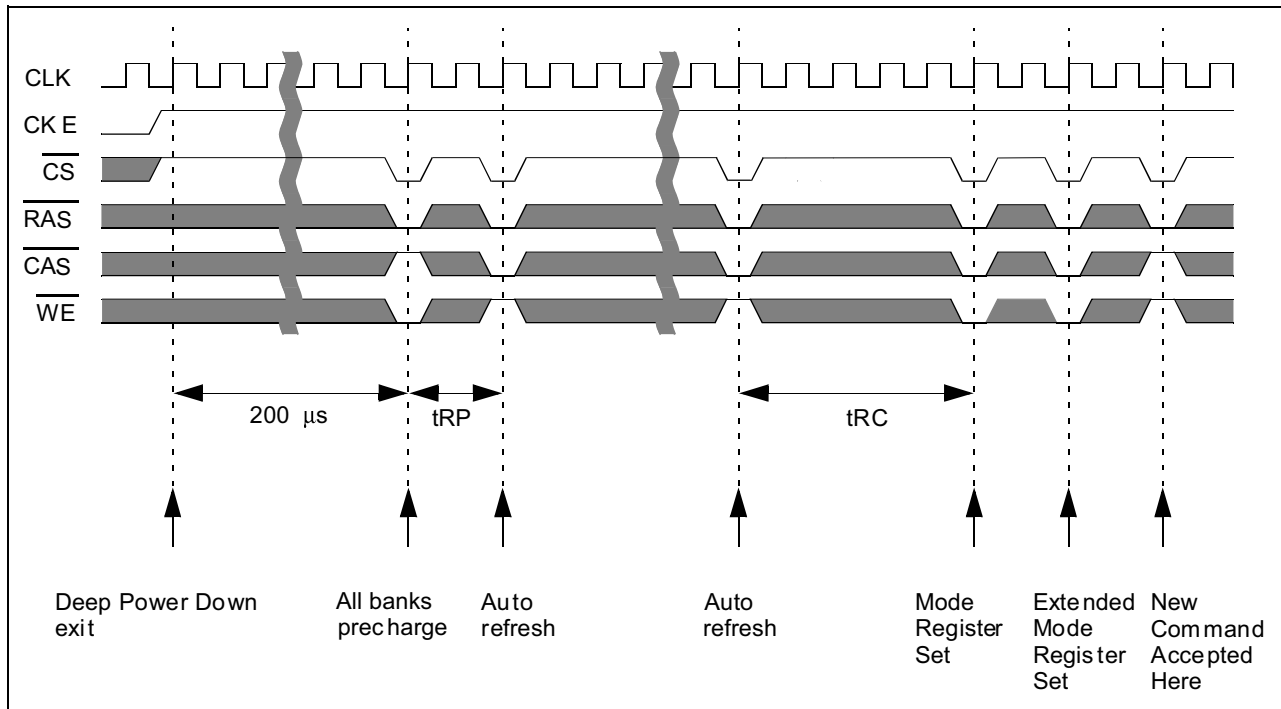 CLK
CKE
CS
RAS
CAS
WE
200 μs
tRP
tRC
Deep Power Down
exit
All banks
precharge
Auto
refresh
Auto
refresh
Mode
Register
Set
Extended
Mode
Register
Set
New
Command
Accepted
Here